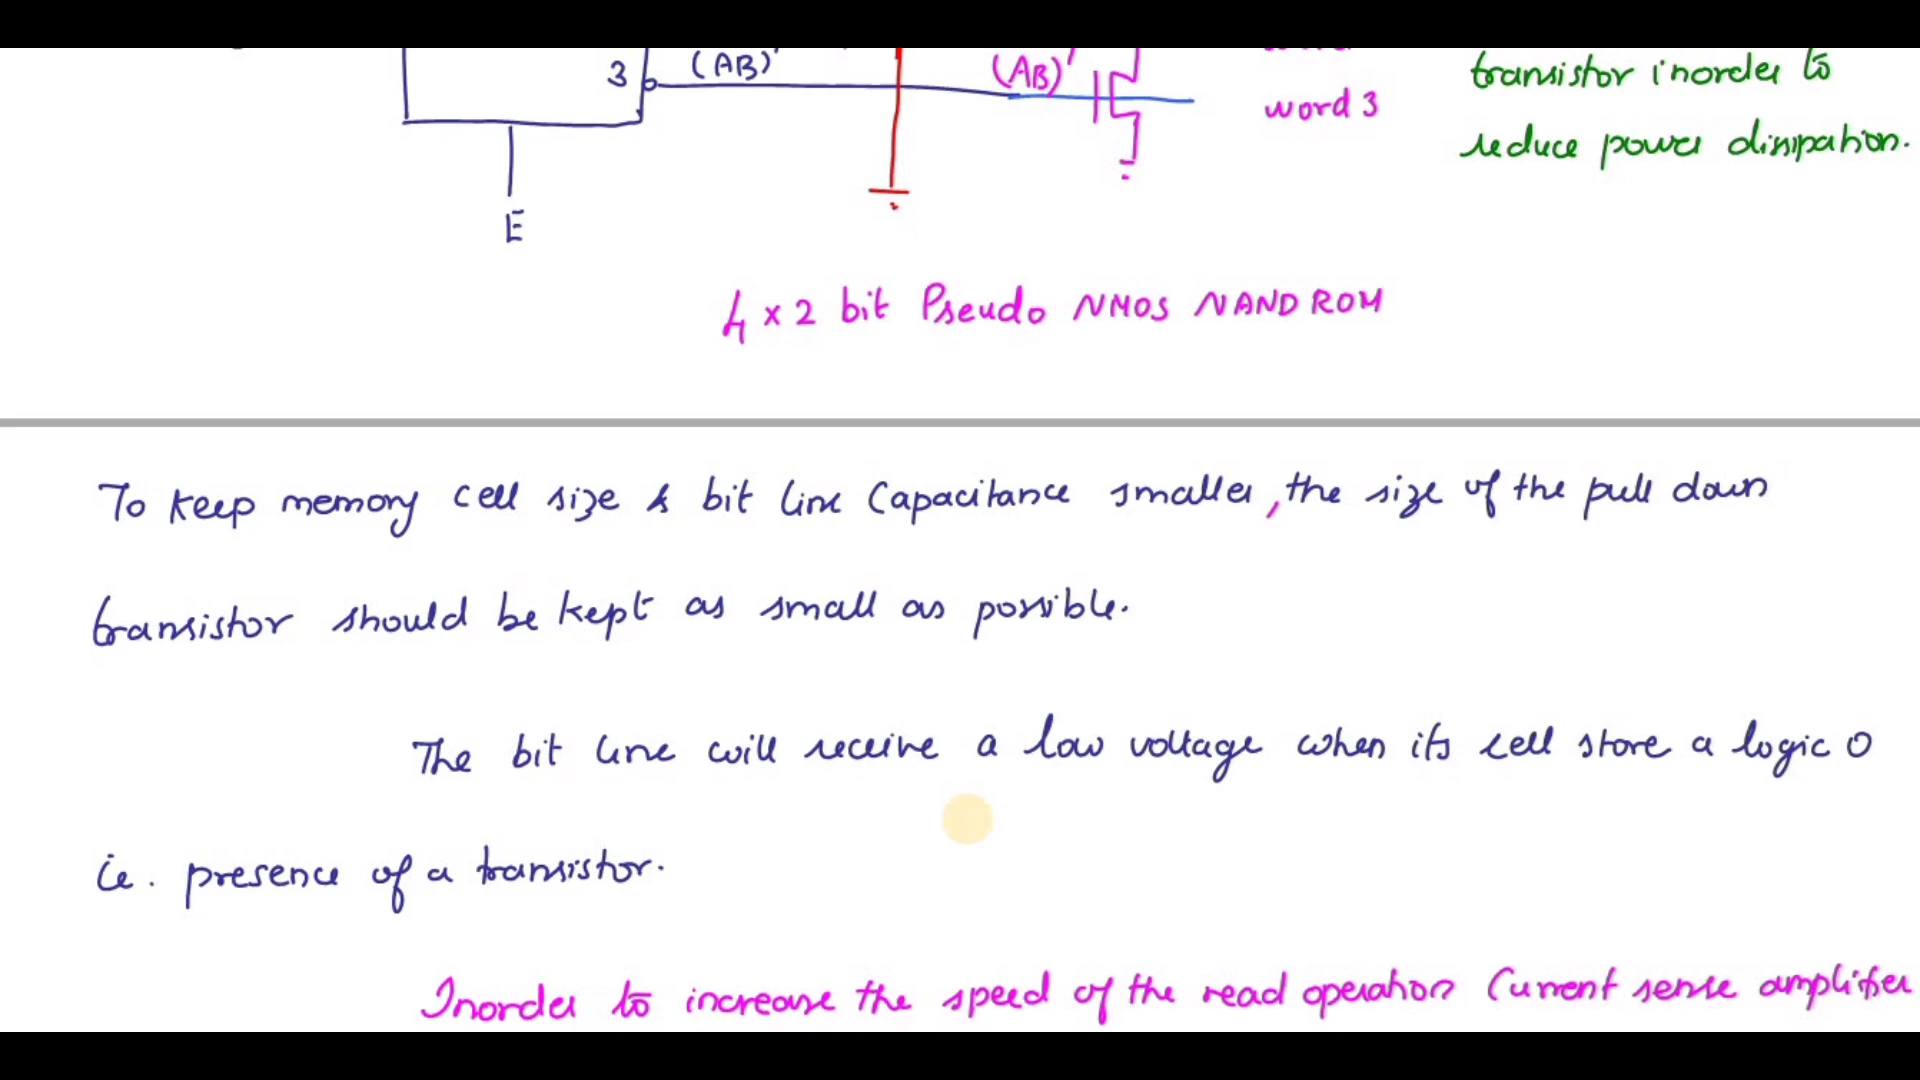 3 (AB)' (AB)'
word 3
transistor inorder to
reduce power dissipation.
E
4 x 2 bit Pseudo NMOS NAND ROM
To keep memory cell size & bit line Capacitance smaller, the size of the pull down
transistor should be kept as small as possible.
The bit line will receive a low voltage when its cell store a logic 0
ie. presence of a transistor.
Inorder to increase the speed of the read operation Current sense amplifier